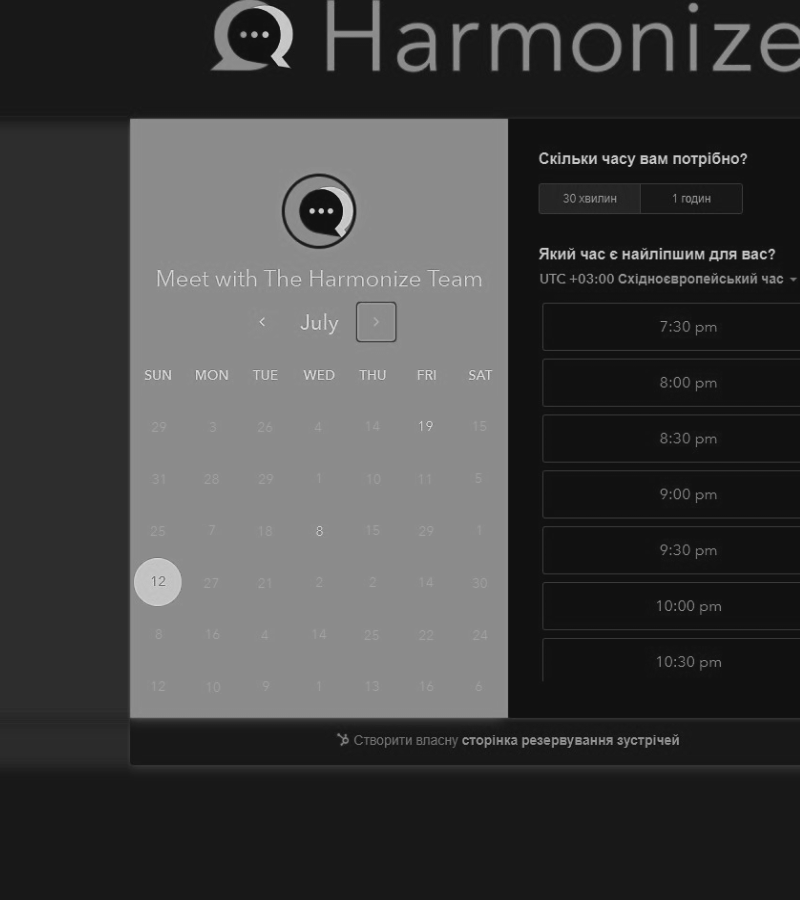 Harmonize
Meet with The Harmonize Team
July
SUN MON TUE WED THU FRI SAT
29 3 26 4 14 19 15
31 28 29 1 10 11 5
25 7 18 8 15 29 1
12 27 21 2 2 14 30
8 16 4 14 25 22 24
12 10 9 1 13 16 6
Скільки часу вам потрібно?
30 хвилин 1 годин
Який час є найліпшим для вас?
UTC +03:00 Східноєвропейський час
7:30 pm
8:00 pm
8:30 pm
9:00 pm
9:30 pm
10:00 pm
10:30 pm
Створити власну сторінка резервування зустрічей